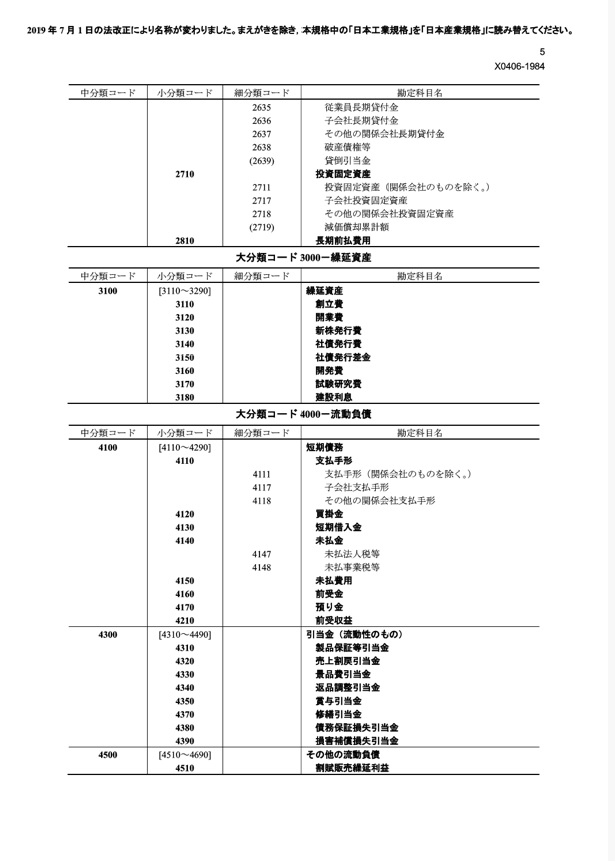 2019 年 7 月 1 日の法改正により名称が変わりました。まえがきを除き，本規格中の「日本工業規格」を「日本産業規格」に読み替えてください。
5
X0406-1984
中分類コード 小分類コード 細分類コード 勘定科目名
2635 従業員長期貸付金
2636 子会社長期貸付金
2637 その他の関係会社長期貸付金
2638 破産債権等
(2639) 貸倒引当金
2710 投資固定資産
2711 投資固定資産（関係会社のものを除く。）
2717 子会社投資固定資産
2718 その他の関係会社投資固定資産
(2719) 減価償却累計額
2810 長期前払費用
大分類コード 3000－繰延資産
中分類コード 小分類コード 細分類コード 勘定科目名
3100 [3110～3290] 繰延資産
3110 創立費
3120 開業費
3130 新株発行費
3140 社債発行費
3150 社債発行差金
3160 開発費
3170 試験研究費
3180 建設利息
大分類コード 4000－流動負債
中分類コード 小分類コード 細分類コード 勘定科目名
4100 [4110～4290] 短期債務
4110 支払手形
4111 支払手形（関係会社のものを除く。）
4117 子会社支払手形
4118 その他の関係会社支払手形
4120 買掛金
4130 短期借入金
4140 未払金
4147 未払法人税等
4148 未払事業税等
4150 未払費用
4160 前受金
4170 預り金
4210 前受収益
4300 [4310～4490] 引当金（流動性のもの）
4310 製品保証等引当金
4320 売上割戻引当金
4330 景品費引当金
4340 返品調整引当金
4350 賞与引当金
4370 修繕引当金
4380 債務保証損失引当金
4390 損害補償損失引当金
4500 [4510～4690] その他の流動負債
4510 割賦販売繰延利益